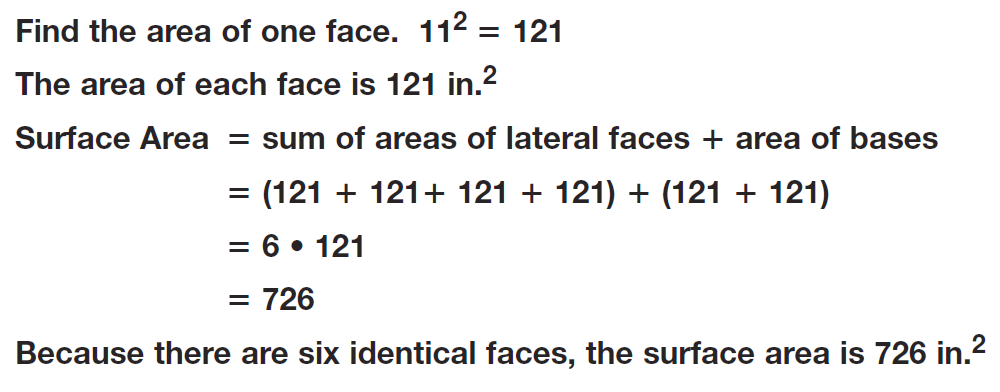 Find the area of one face. 11² = 121
The area of each face is 121 in.²
Surface Area = sum of areas of lateral faces + area of bases
= (121 + 121+ 121 + 121) + (121 + 121)
= 6 • 121
= 726
Because there are six identical faces, the surface area is 726 in.²